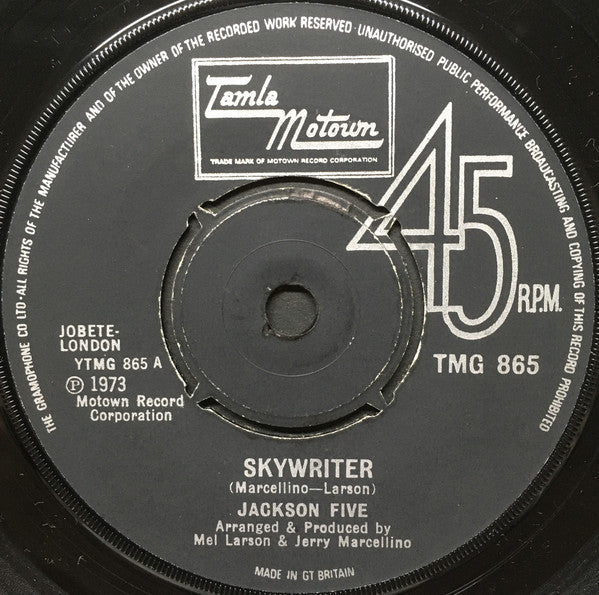 THE GRAMOPHONE CO LTD·ALL RIGHTS OF THE MANUFACTURER AND OF THE OWNER OF THE RECORDED WORK RESERVED·UNAUTHORISED PUBLIC PERFORMANCE BROADCASTING AND COPYING OF THIS RECORD PROHIBITED
Tamla
Motown
TRADE MARK OF MOTOWN RECORD CORPORATION
45
R.P.M.
JOBETE-
LONDON
YTMG 865 A
℗ 1973
Motown Record
Corporation
TMG 865
SKYWRITER
(Marcellino—Larson)
JACKSON FIVE
Arranged & Produced by
Mel Larson & Jerry Marcellino
MADE IN GT BRITAIN